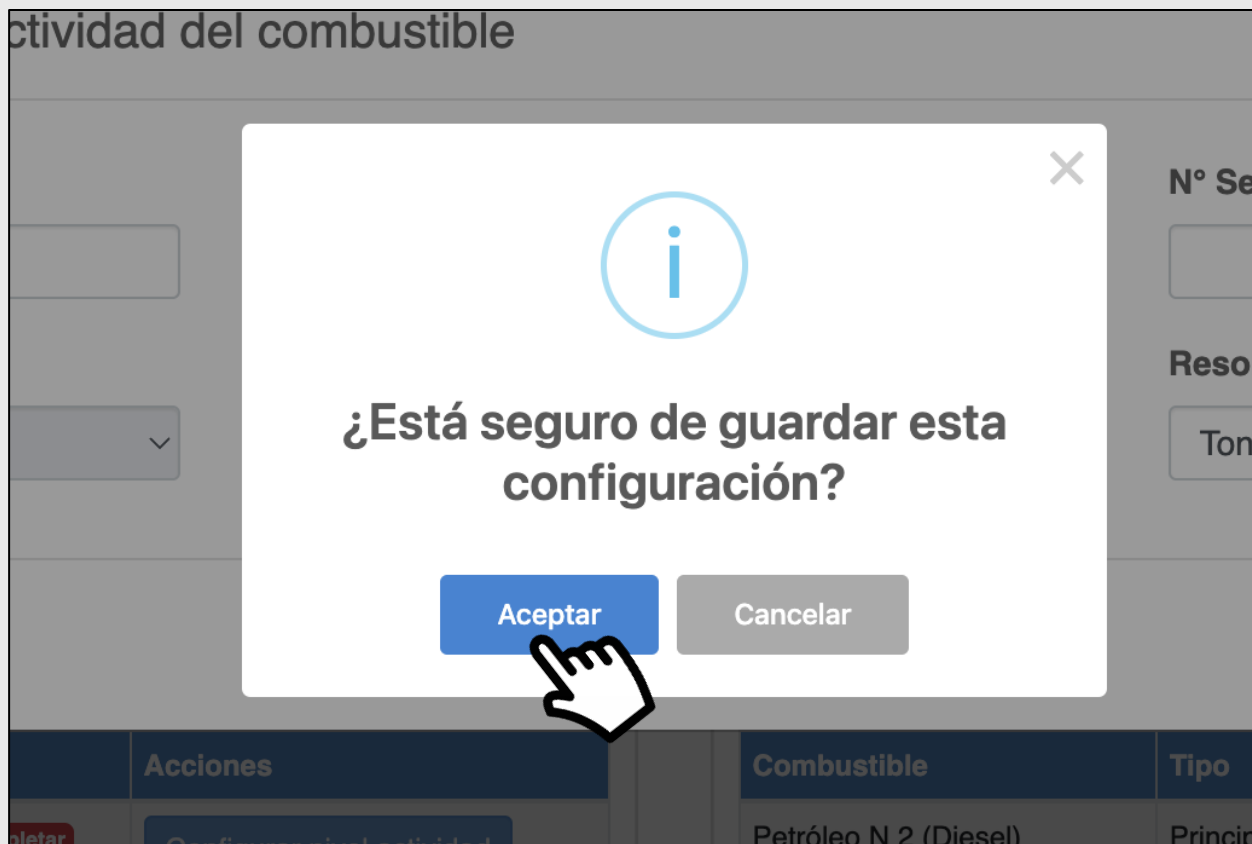 ctividad del combustible
N° Se
¿Está seguro de guardar esta
configuración?
Reso
Ton
Aceptar
Cancelar
Acciones
Combustible
Tipo
pletar
Petróleo N 2 (Diesel)
Princip